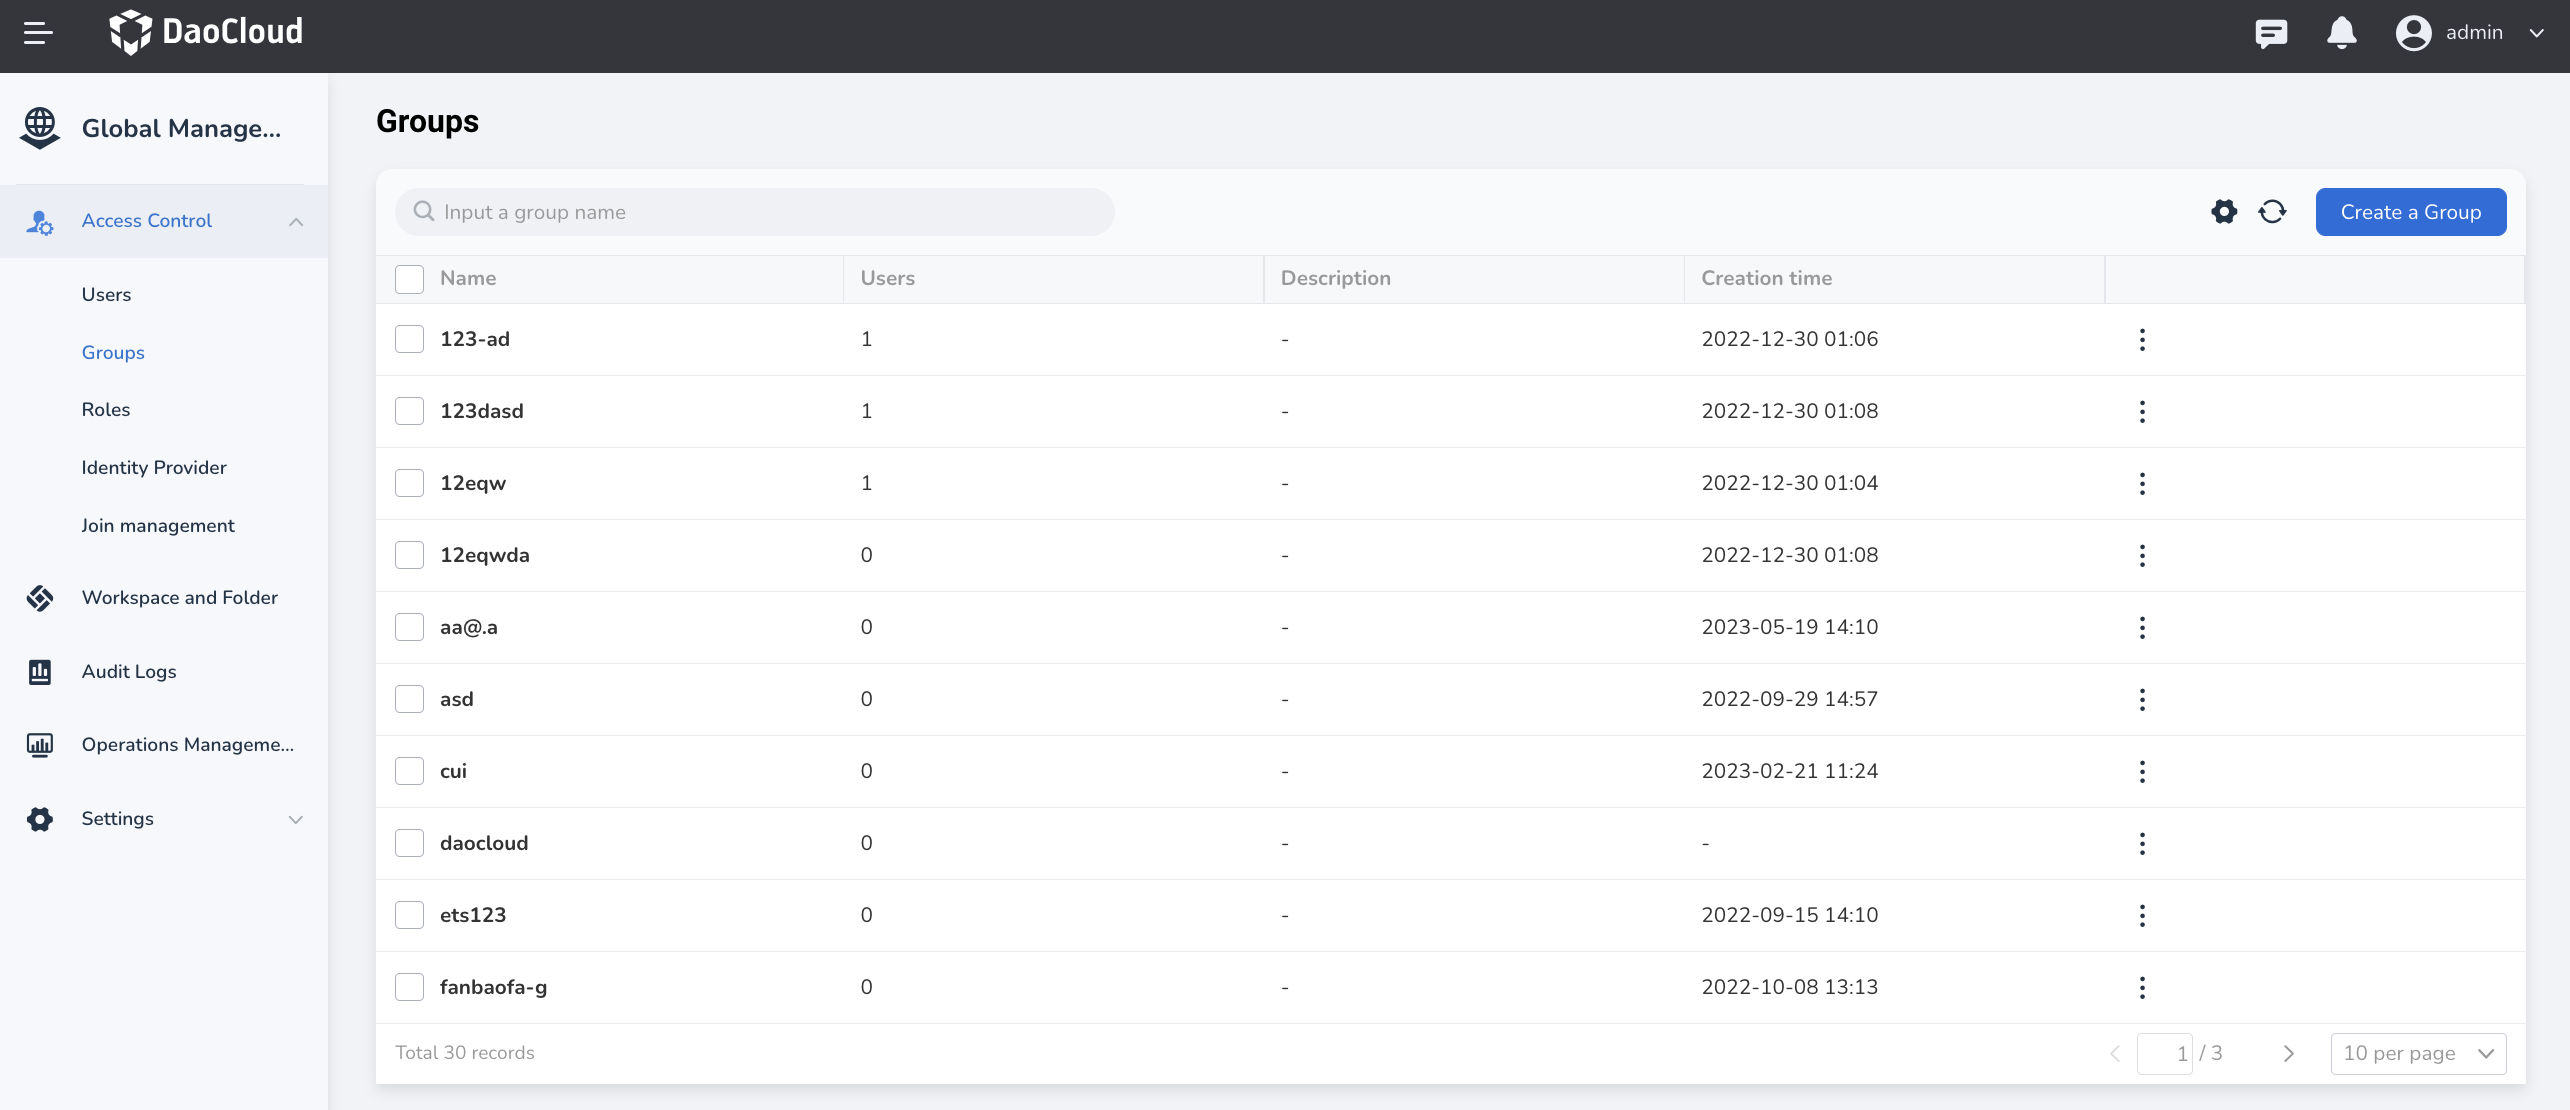 DaoCloud
admin
Global Manage...
Access Control
Users
Groups
Roles
Identity Provider
Join management
Workspace and Folder
Audit Logs
Operations Manageme...
Settings
Groups
Input a group name
Create a Group
Name Users Description Creation time
123-ad 1 - 2022-12-30 01:06
123dasd 1 - 2022-12-30 01:08
12eqw 1 - 2022-12-30 01:04
12eqwda 0 - 2022-12-30 01:08
aa@.a 0 - 2023-05-19 14:10
asd 0 - 2022-09-29 14:57
cui 0 - 2023-02-21 11:24
daocloud 0 - -
ets123 0 - 2022-09-15 14:10
fanbaofa-g 0 - 2022-10-08 13:13
Total 30 records
1 / 3
10 per page